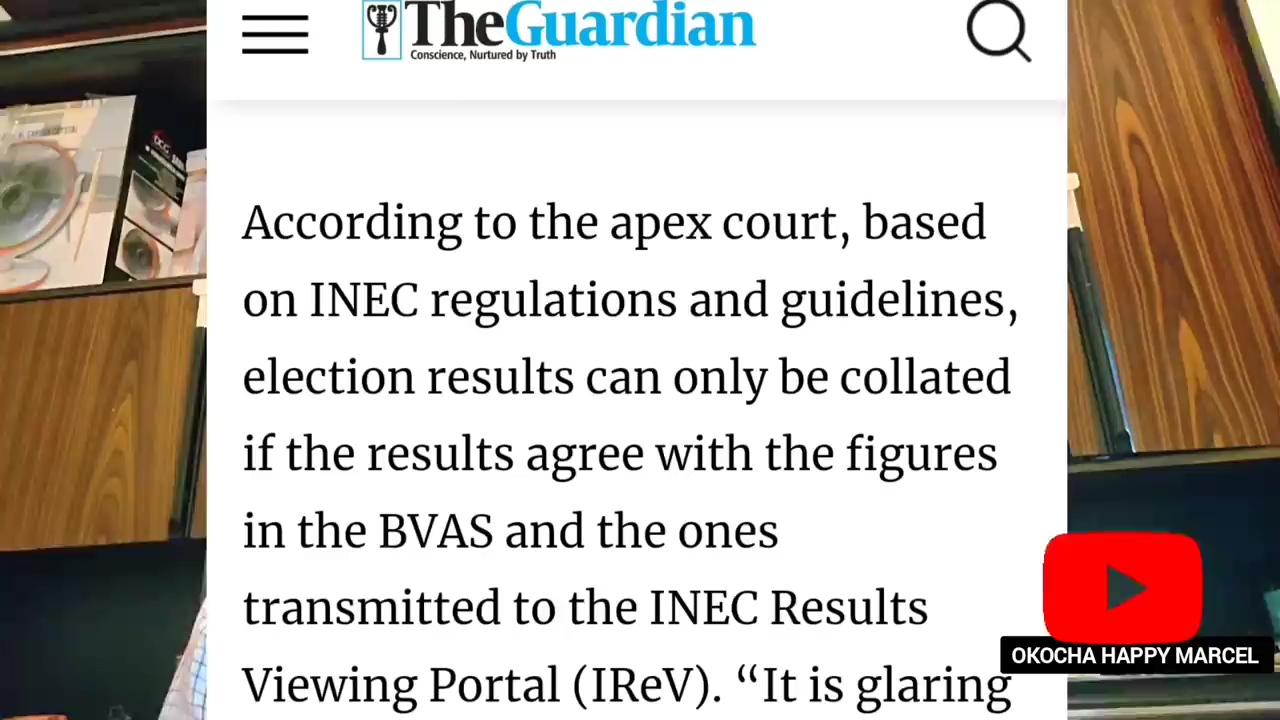 TheGuardian
Conscience, Nurtured by Truth
According to the apex court, based
on INEC regulations and guidelines,
election results can only be collated
if the results agree with the figures
in the BVAS and the ones
transmitted to the INEC Results
Viewing Portal (IReV). “It is glaring
OKOCHA HAPPY MARCEL